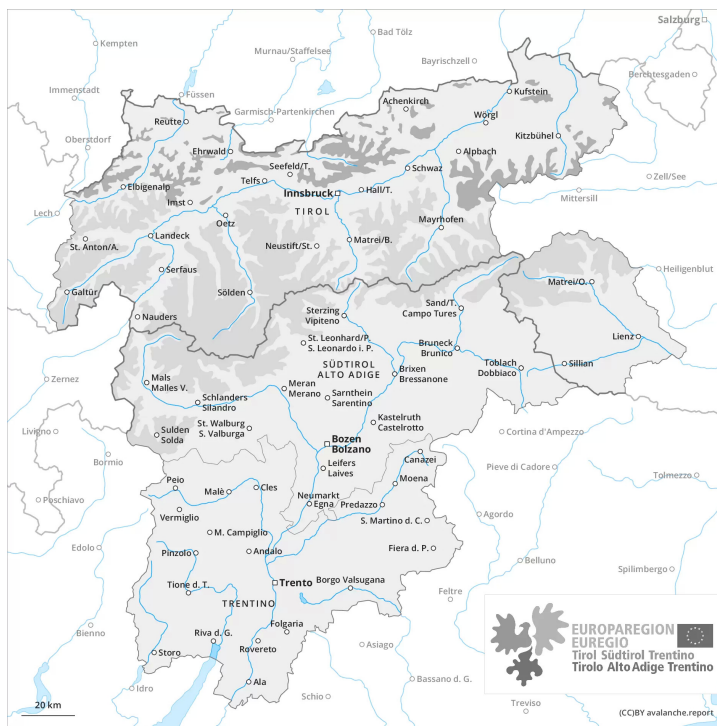 Salzburg
Kempten
Bad Tölz
Murnau/Staffelsee
Bayrischzell
Berchtesgaden
Immenstadt
Füssen
Achenkirch
Kufstein
Garmisch-Partenkirchen
Reutte
Wörgl
Kitzbühel
Oberstdorf
Ehrwald
Alpbach
Seefeld/T.
Schwaz
Zell/See
Telfs
Elbigenalp
Innsbruck
Hall/T.
Mittersill
Imst
TIROL
Lech
Oetz
Mayrhofen
St. Anton/A.
Landeck
Neustift/St.
Matrei/B.
Serfaus
Heiligenblut
Matrei/O.
Galtür
Sölden
Nauders
Sterzing
Vipiteno
Sand/T.
Campo Tures
St. Leonhard/P.
S. Leonardo i. P.
Lienz
Bruneck
Brunico
SÜDTIROL
ALTO ADIGE
Toblach
Dobbiaco
Sillian
Brixen
Bressanone
Zernez
Mals
Malles V.
Meran
Merano
Sarnthein
Sarentino
Schlanders
Silandro
Kastelruth
Castelrotto
St. Walburg
S. Valburga
Livigno
Sulden
Solda
Cortina d'Ampezzo
Bozen
Bolzano
Bormio
Canazei
Leifers
Laives
Pieve di Cadore
Tolmezzo
Peio
Moena
Poschiavo
Malè
Cles
Neumarkt
Egna
Predazzo
Vermiglio
Agordo
S. Martino d. C.
M. Campiglio
Edolo
Pinzolo
Andalo
Fiera d. P.
Belluno
Spilimbergo
Tione d. T.
Trento
Borgo Valsugana
Feltre
TRENTINO
Folgaria
Bienno
Riva d. G.
Rovereto
Asiago
Storo
Ala
Idro
Schio
Bassano d. G.
Treviso
EUROPAREGION
EUREGIO
Tirol Südtirol Trentino
Tirolo Alto Adige Trentino
20 km
(CC)BY avalanche.report